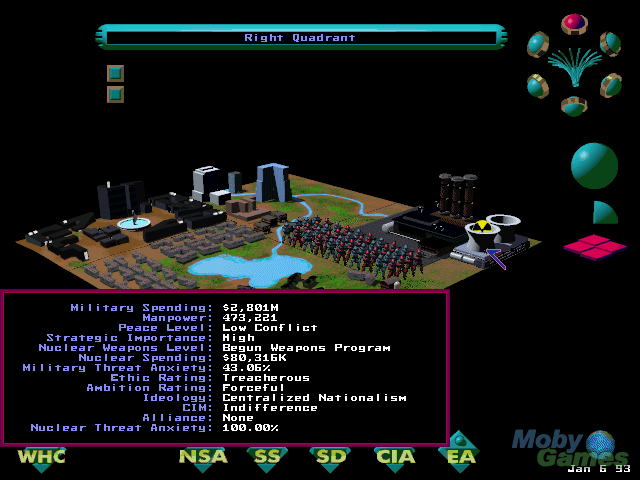 Right Quadrant
Military Spending: $2,801M
Manpower: 473,221
Peace Level: Low Conflict
Strategic Importance: High
Nuclear Weapons Level: Begun Weapons Program
Nuclear Spending: $80,316K
Military Threat Anxiety: 43.06%
Ethic Rating: Treacherous
Ambition Rating: Forceful
Ideology: Centralized Nationalism
CIM: Indifference
Alliance: None
Nuclear Threat Anxiety: 100.00%
WHC NSA SS SD CIA EA
Moby
Games
Jan 6 93